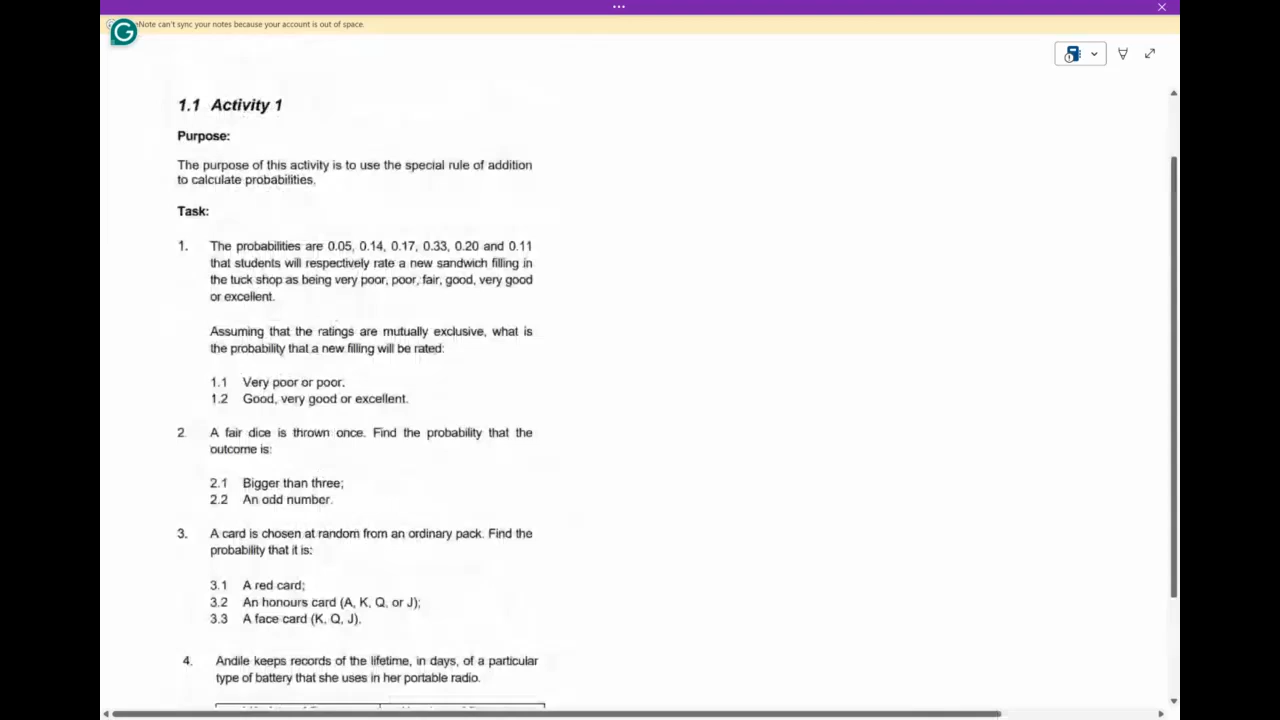 Note can't sync your notes because your account is out of space.
1.1 Activity 1
Purpose:
The purpose of this activity is to use the special rule of addition
to calculate probabilities.
Task:
1. The probabilities are 0.05, 0.14, 0.17, 0.33, 0.20 and 0.11
that students will respectively rate a new sandwich filling in
the tuck shop as being very poor, poor, fair, good, very good
or excellent.
Assuming that the ratings are mutually exclusive, what is
the probability that a new filling will be rated:
1.1 Very poor or poor.
1.2 Good, very good or excellent.
2. A fair dice is thrown once. Find the probability that the
outcome is:
2.1 Bigger than three;
2.2 An odd number.
3. A card is chosen at random from an ordinary pack. Find the
probability that it is:
3.1 A red card;
3.2 An honours card (A, K, Q, or J);
3.3 A face card (K, Q, J).
4. Andile keeps records of the lifetime, in days, of a particular
type of battery that she uses in her portable radio.